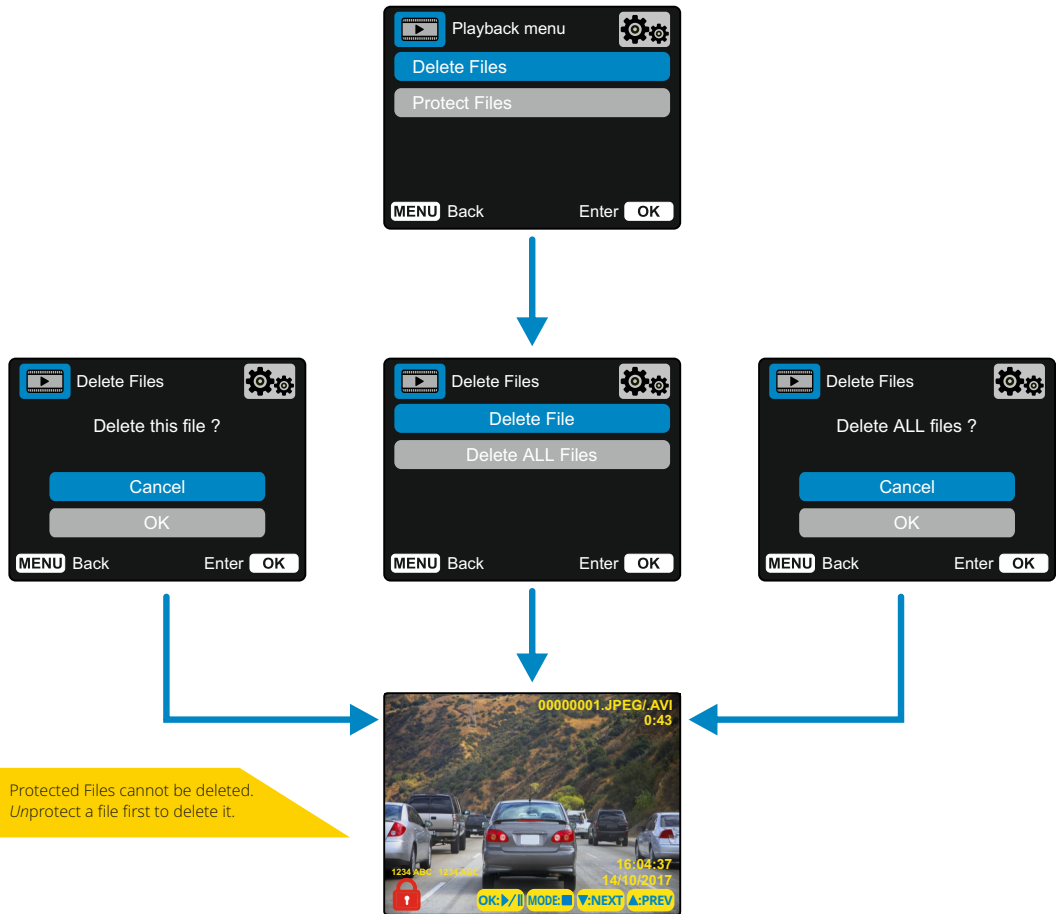 Playback menu
Delete Files
Protect Files
MENU Back Enter OK
Delete Files
Delete this file ?
Cancel
OK
MENU Back Enter OK
Delete Files
Delete File
Delete ALL Files
MENU Back Enter OK
Delete Files
Delete ALL files ?
Cancel
OK
MENU Back Enter OK
00000001.JPEG/.AVI
0:43
Protected Files cannot be deleted.
Unprotect a file first to delete it.
1234 ABC 1234 ABC
16:04:37
14/10/2017
OK:▶/|| MODE:■ ▼:NEXT ▲:PREV